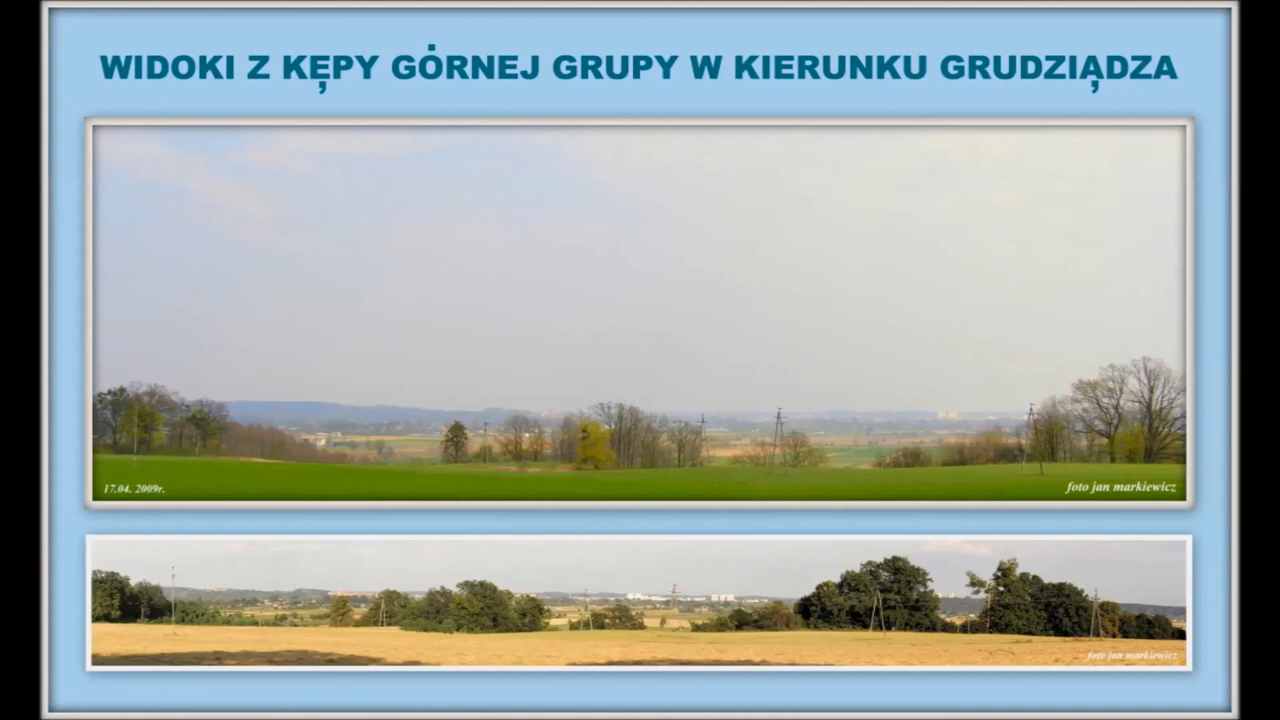 WIDOKI Z KĘPY GÓRNEJ GRUPY W KIERUNKU GRUDZIĄDZA
17.04. 2009r.
foto jan markiewicz
foto jan markiewicz